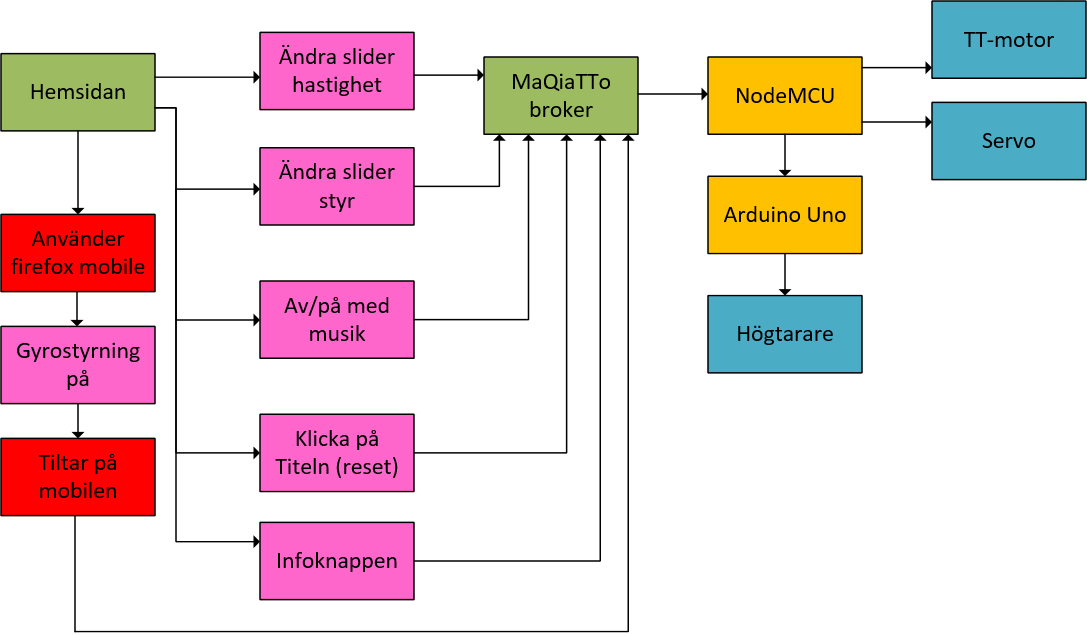 Hemsidan
Använder
firefox mobile
Gyrostyrning
på
Tiltar på
mobilen
Ändra slider
hastighet
Ändra slider
styr
Av/på med
musik
Klicka på
Titeln (reset)
Infoknappen
MaQiaTTo
broker
NodeMCU
Arduino Uno
Högtarare
TT-motor
Servo